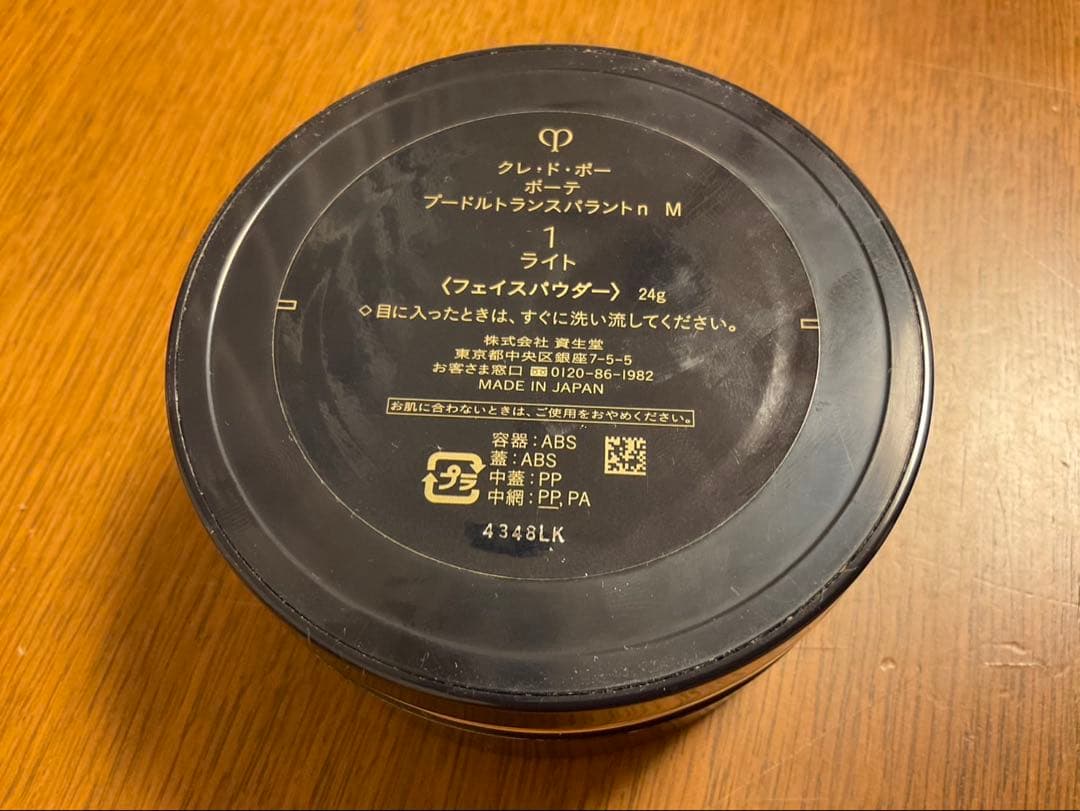 クレ・ド・ポー
ボーテ
プードルトランスパラントn M
1
ライト
〈フェイスパウダー〉 24g
◇目に入ったときは、すぐに洗い流してください。
株式会社 資生堂
東京都中央区銀座7-5-5
お客さま窓口 0120-86-1982
MADE IN JAPAN
お肌に合わないときは、ご使用をおやめください。
容器:ABS
蓋:ABS
プラ
中蓋:PP
中網:PP, PA
4348LK